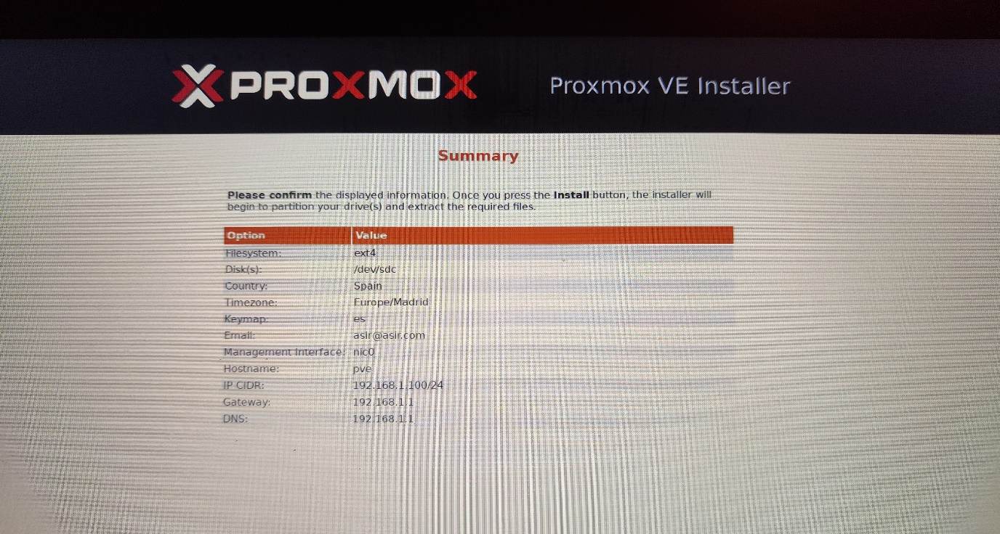 PROXMOX Proxmox VE Installer
Summary
Please confirm the displayed information. Once you press the Install button, the installer will
begin to partition your drive(s) and extract the required files.
Option Value
Filesystem: ext4
Disk(s): /dev/sdc
Country: Spain
Timezone: Europe/Madrid
Keymap: es
Email: asir@asir.com
Management Interface: nic0
Hostname: pve
IP CIDR: 192.168.1.100/24
Gateway: 192.168.1.1
DNS: 192.168.1.1